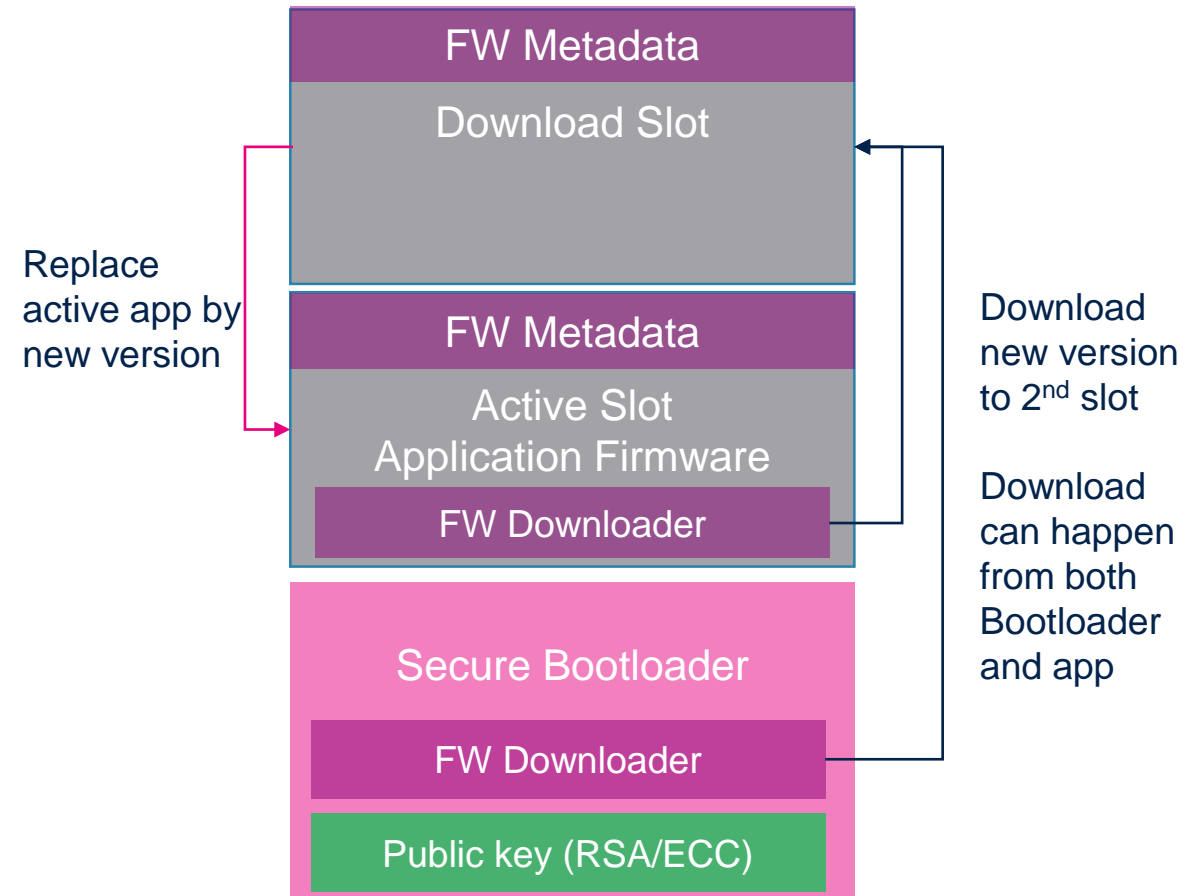 FW Metadata
Download Slot
Replace
active app by
new version
FW Metadata
Active Slot
Application Firmware
FW Downloader
Download
new version
to 2nd slot
Download
can happen
from both
Bootloader
and app
Secure Bootloader
FW Downloader
Public key (RSA/ECC)